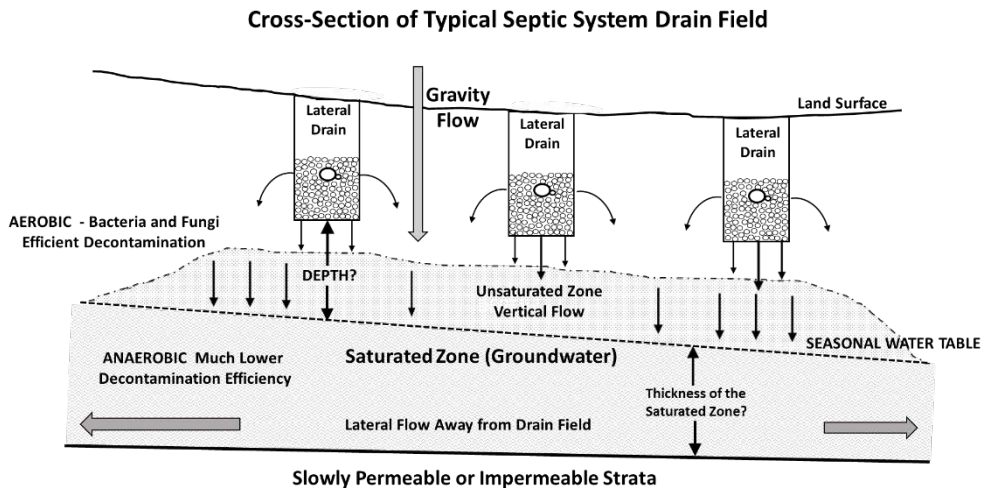 Cross-Section of Typical Septic System Drain Field
Gravity
Flow
Land Surface
Lateral
Drain
Lateral
Drain
Lateral
Drain
AEROBIC - Bacteria and Fungi
Efficient Decontamination
DEPTH?
Unsaturated Zone
Vertical Flow
SEASONAL WATER TABLE
ANAEROBIC Much Lower
Decontamination Efficiency
Saturated Zone (Groundwater)
Thickness of the
Saturated Zone?
Lateral Flow Away from Drain Field
Slowly Permeable or Impermeable Strata